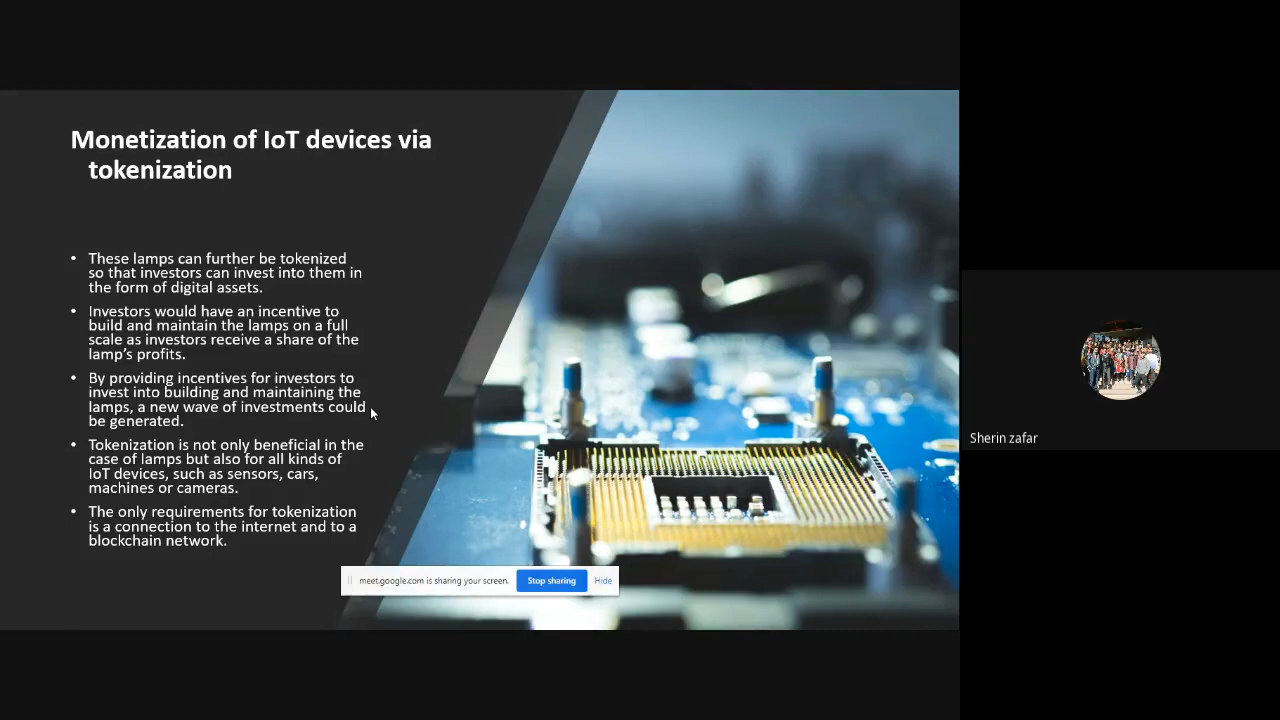 Monetization of IoT devices via
tokenization
• These lamps can further be tokenized
so that investors can invest into them in
the form of digital assets.
• Investors would have an incentive to
build and maintain the lamps on a full
scale as investors receive a share of the
lamp's profits.
• By providing incentives for investors to
invest into building and maintaining the
lamps, a new wave of investments could
be generated.
• Tokenization is not only beneficial in the
case of lamps but also for all kinds of
IoT devices, such as sensors, cars,
machines or cameras.
• The only requirements for tokenization
is a connection to the internet and to a
blockchain network.
meet.google.com is sharing your screen. Stop sharing Hide
Sherin zafar